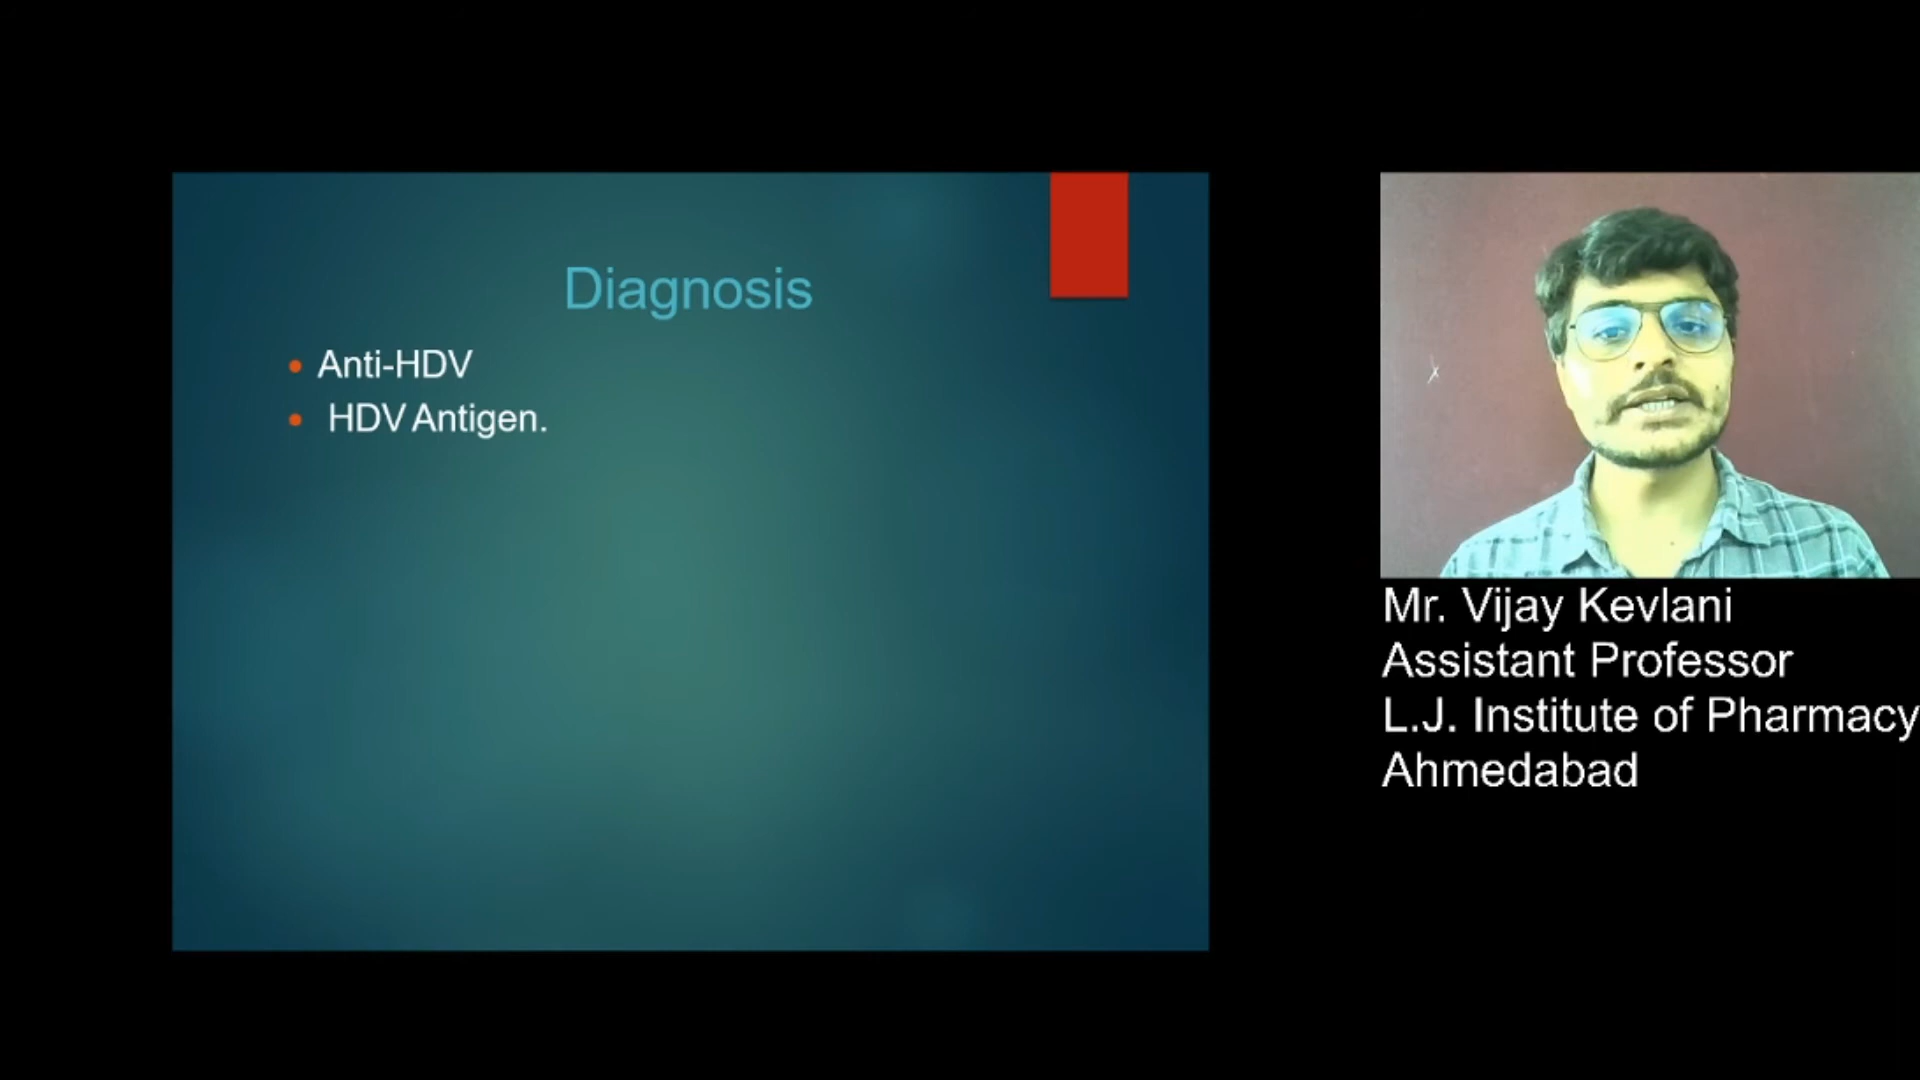 Diagnosis
Anti-HDV
HDV Antigen.
Mr. Vijay Kevlani
Assistant Professor
L.J. Institute of Pharmacy
Ahmedabad